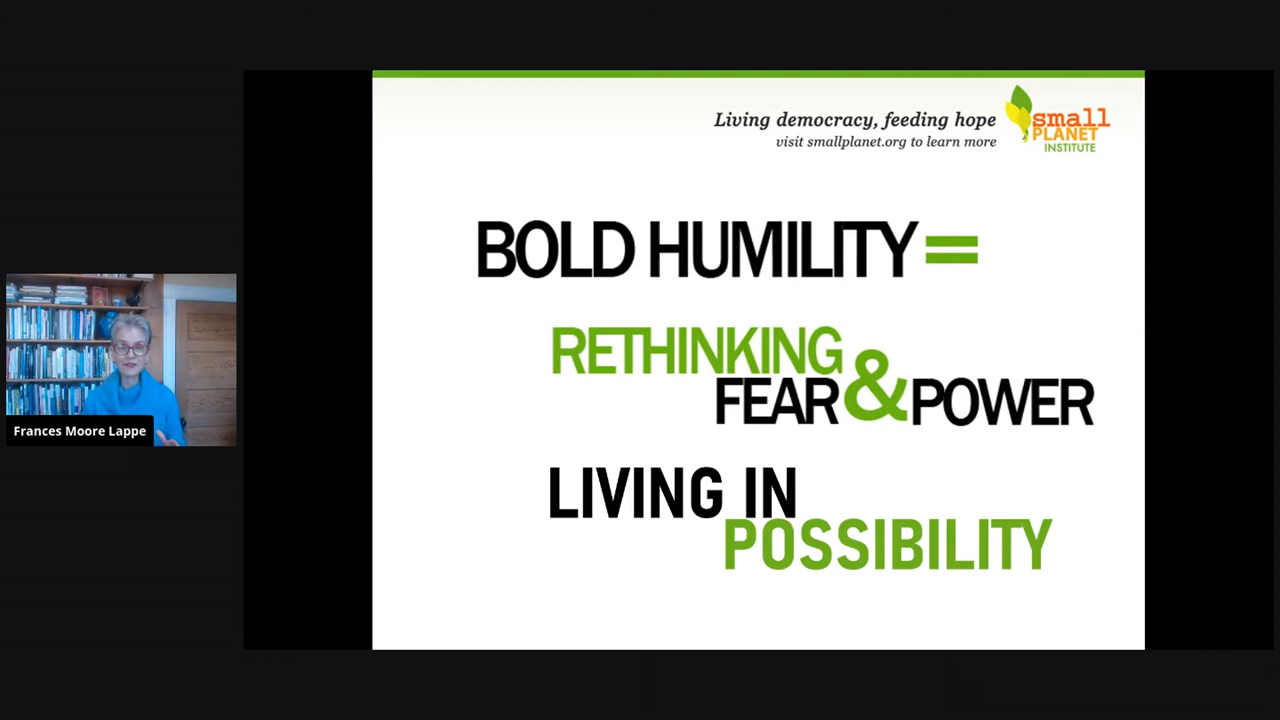 Living democracy, feeding hope
visit smallplanet.org to learn more
small
PLANET
INSTITUTE
BOLD HUMILITY =
RETHINKING
FEAR & POWER
LIVING IN
POSSIBILITY
Frances Moore Lappe